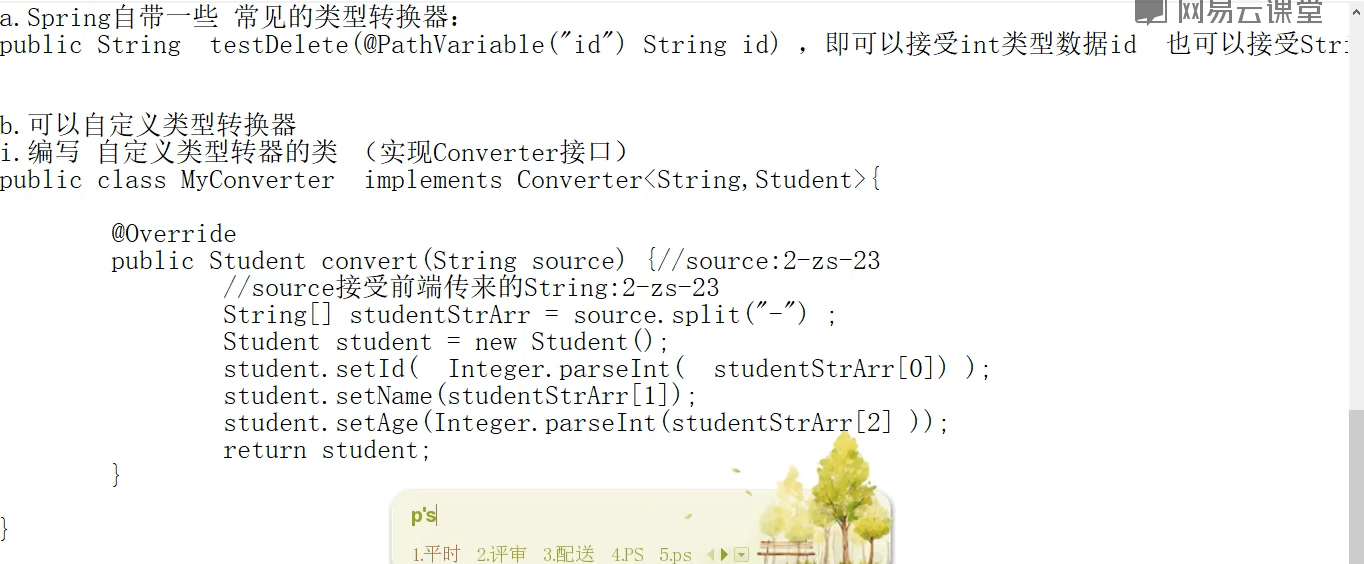 a.Spring自带一些 常见的类型转换器：
网易云课堂
public String  testDelete(@PathVariable("id") String id) ，即可以接受int类型数据id  也可以接受Stri
b.可以自定义类型转换器
i.编写 自定义类型转器的类 （实现Converter接口）
public class MyConverter  implements Converter<String,Student>{
@Override
public Student convert(String source) {//source:2-zs-23
//source接受前端传来的String:2-zs-23
String[] studentStrArr = source.split("-") ;
Student student = new Student();
student.setId(  Integer.parseInt(  studentStrArr[0]) );
student.setName(studentStrArr[1]);
student.setAge(Integer.parseInt(studentStrArr[2] ));
return student;
}
}
p's
1.平时 2.评审 3.配送 4.PS 5.ps